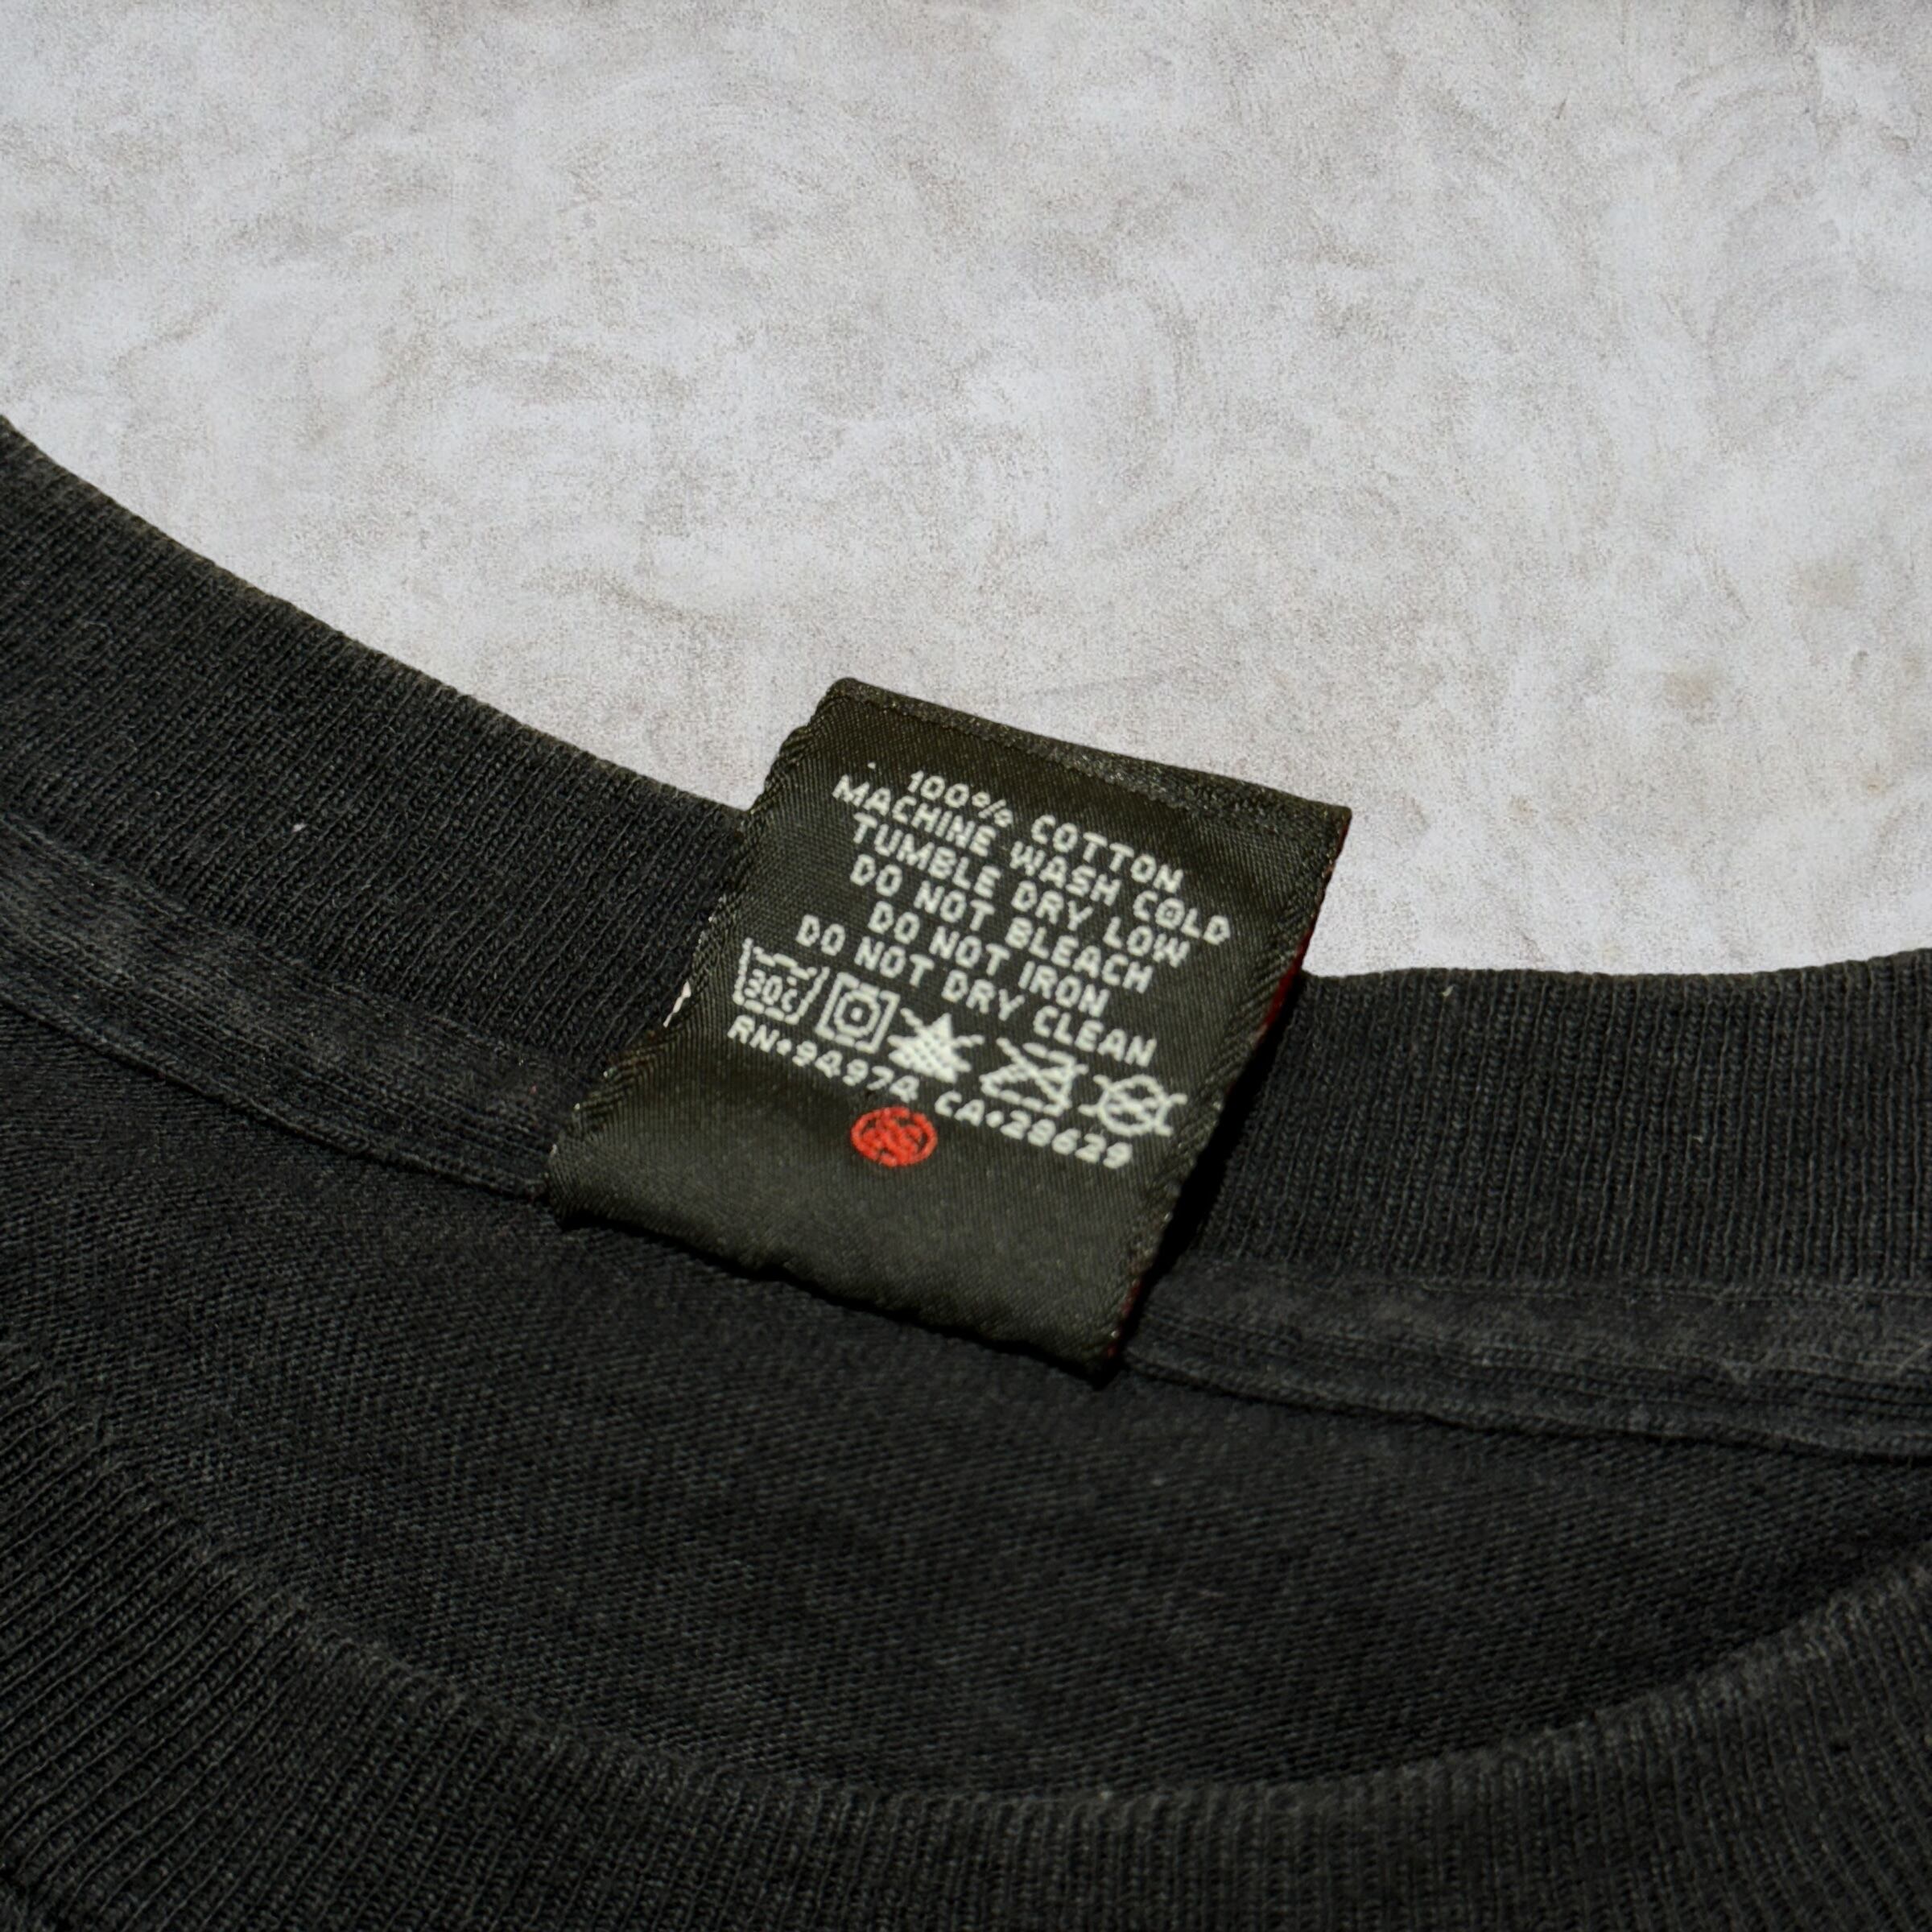 100% COTTON
MACHINE WASH COLD
TUMBLE DRY LOW
DO NOT BLEACH
DO NOT IRON
DO NOT DRY CLEAN
30C
RN•94974 CA•28629